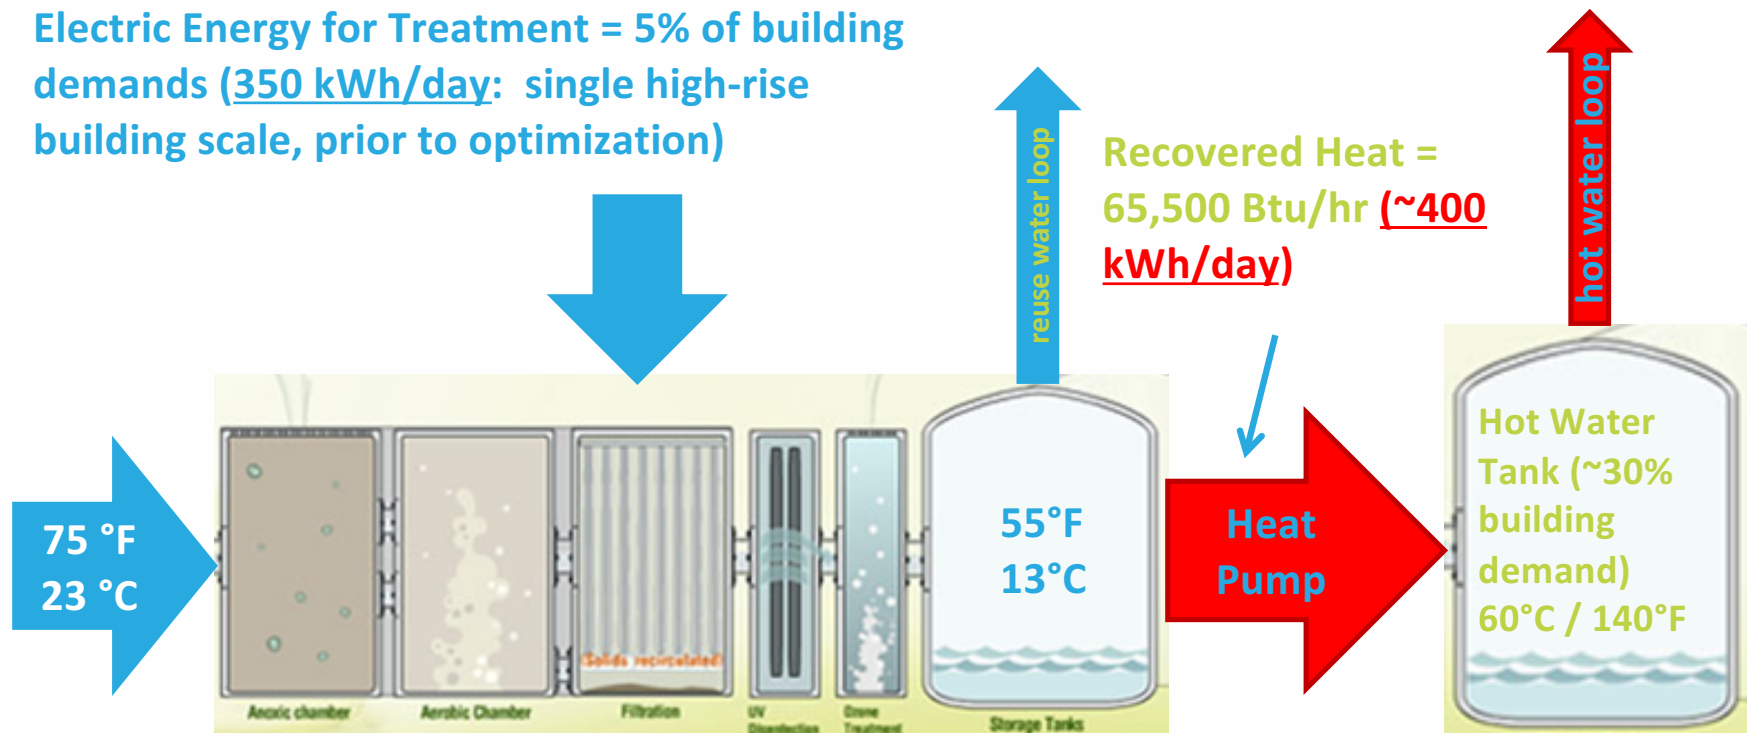 Electric Energy for Treatment = 5% of building
demands (350 kWh/day:  single high-rise
building scale, prior to optimization)
reuse water loop
Recovered Heat =
65,500 Btu/hr (~400
kWh/day)
hot water loop
75 °F
23 °C
(Solids recirculated)
55°F
13°C
Heat
Pump
Hot Water
Tank (~30%
building
demand)
60°C / 140°F
Anoxic chamber
Aerobic Chamber
Filtration
UV
Disenfection
Ozone
Treatment
Storage Tanks